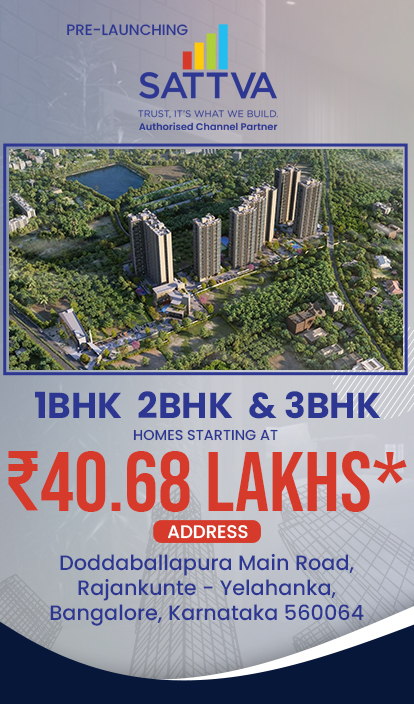 PRE-LAUNCHING
SATTVA
TRUST, IT'S WHAT WE BUILD.
Authorised Channel Partner
1BHK 2BHK & 3BHK
HOMES STARTING AT
₹40.68 LAKHS*
ADDRESS
Doddaballapura Main Road,
Rajankunte - Yelahanka,
Bangalore, Karnataka 560064